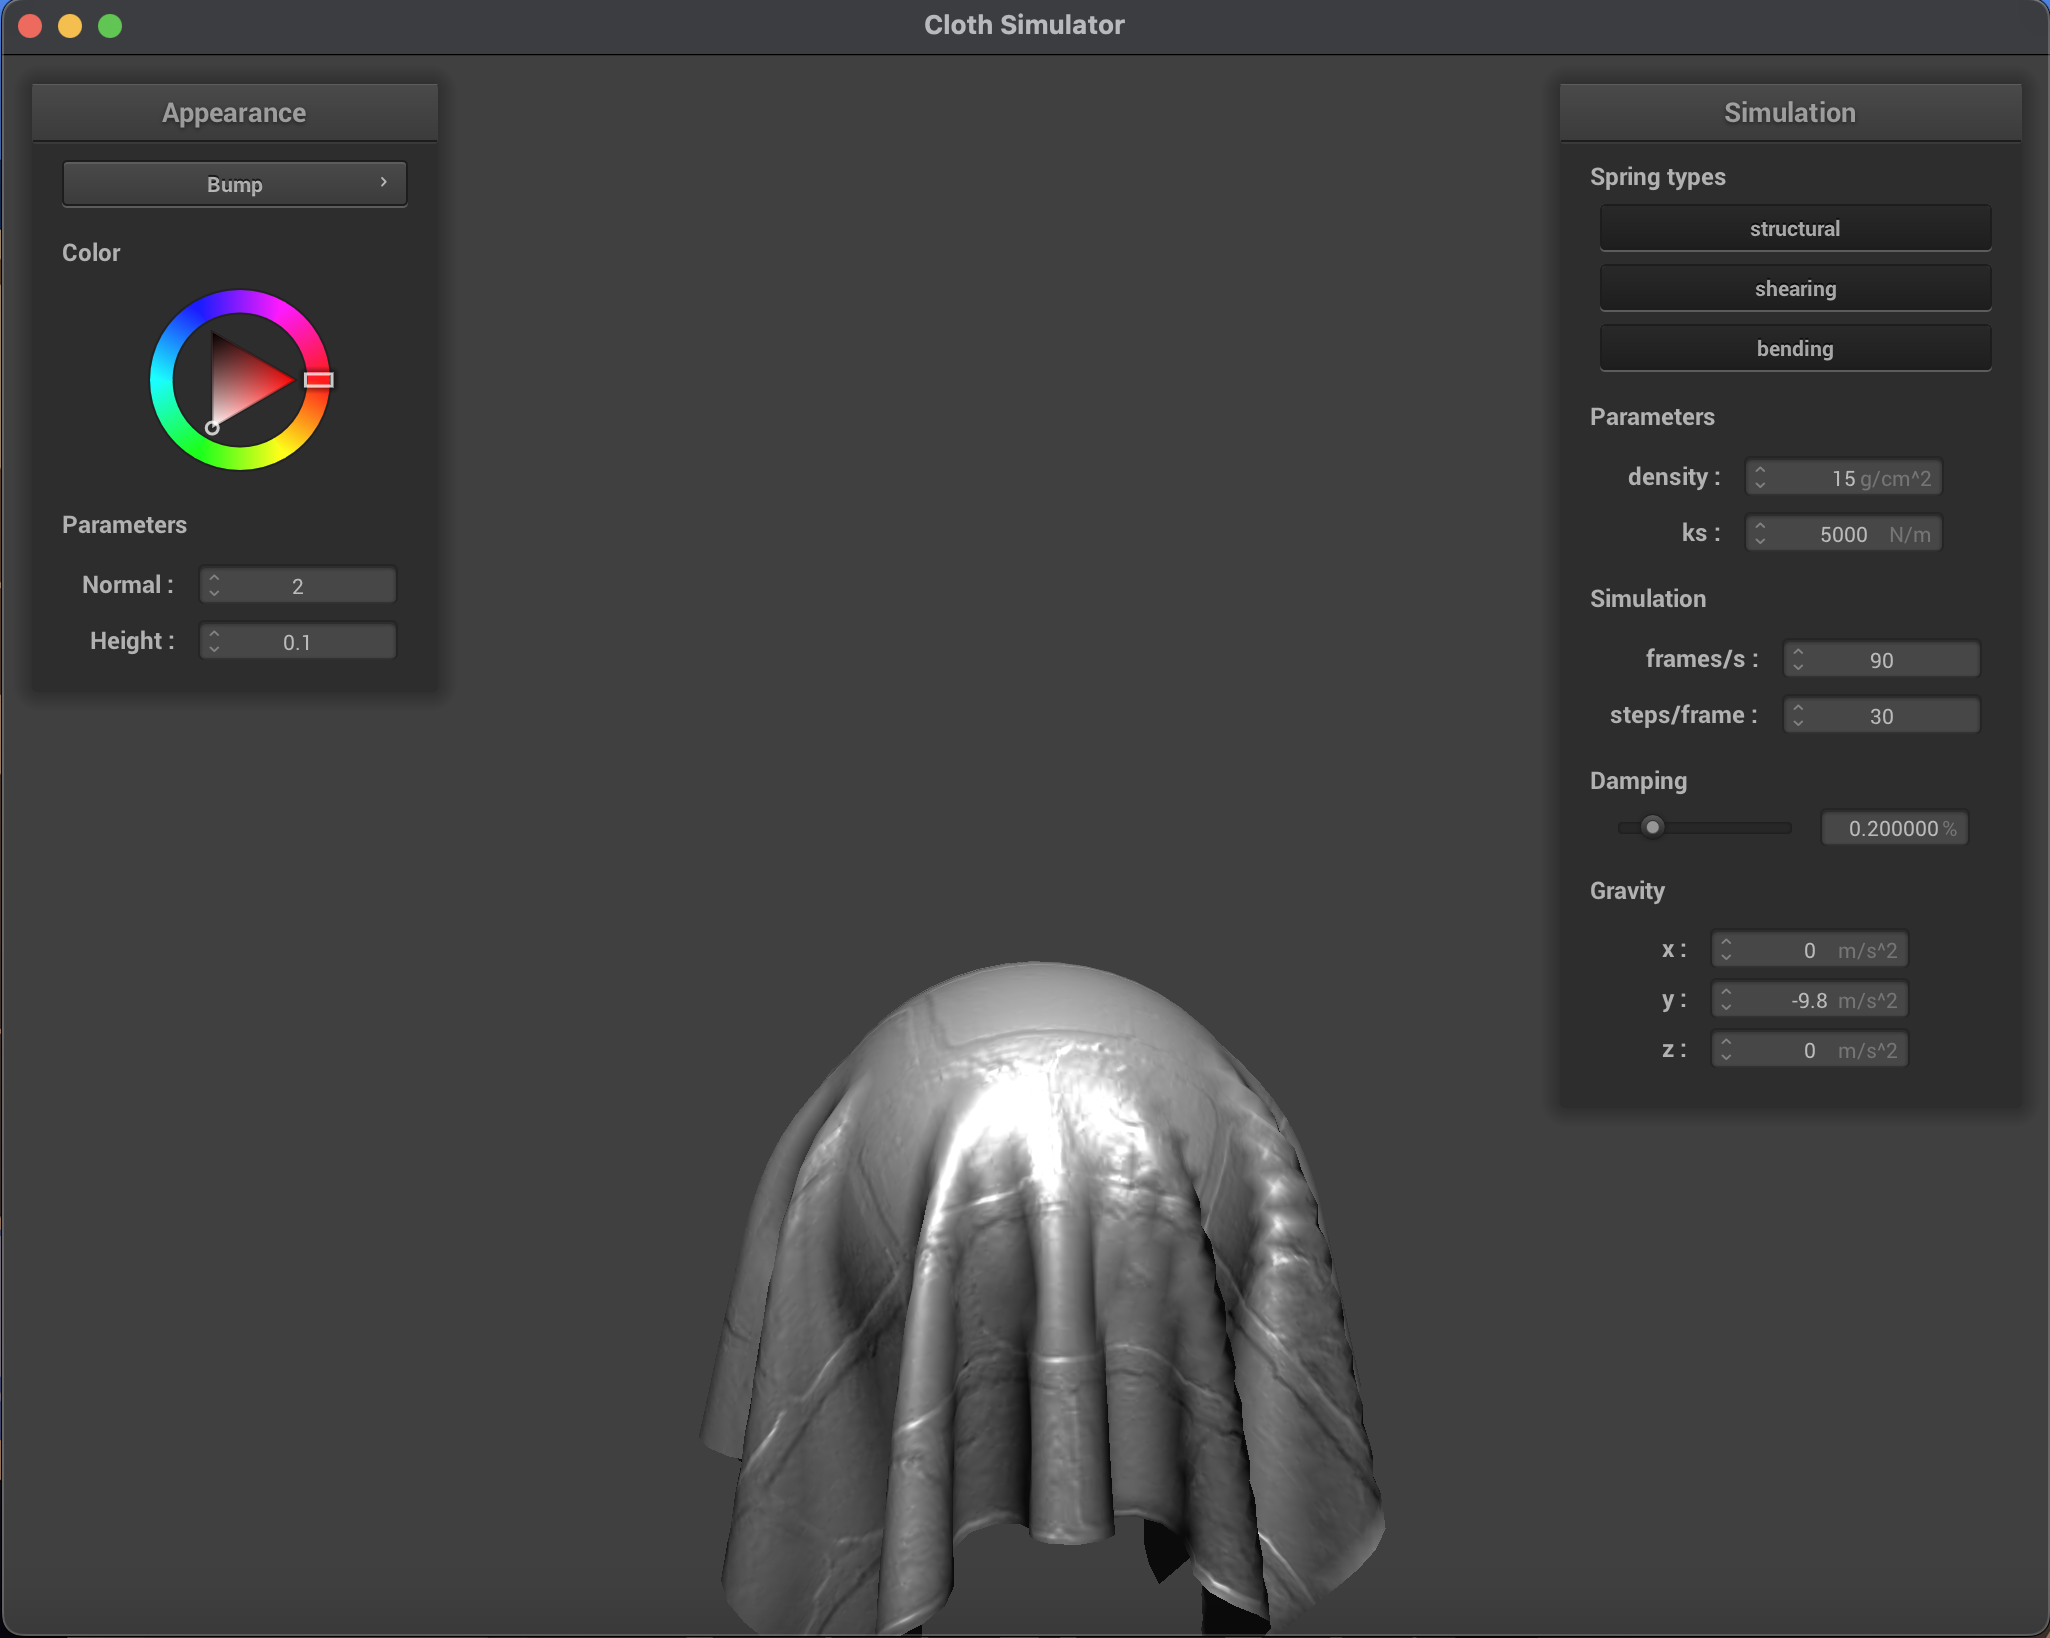 Cloth Simulator
Appearance
Bump
Color
Parameters
Normal : 2
Height : 0.1
Simulation
Spring types
structural
shearing
bending
Parameters
density : 15 g/cm^2
ks : 5000 N/m
Simulation
frames/s : 90
steps/frame : 30
Damping
0.200000 %
Gravity
x : 0 m/s^2
y : -9.8 m/s^2
z : 0 m/s^2